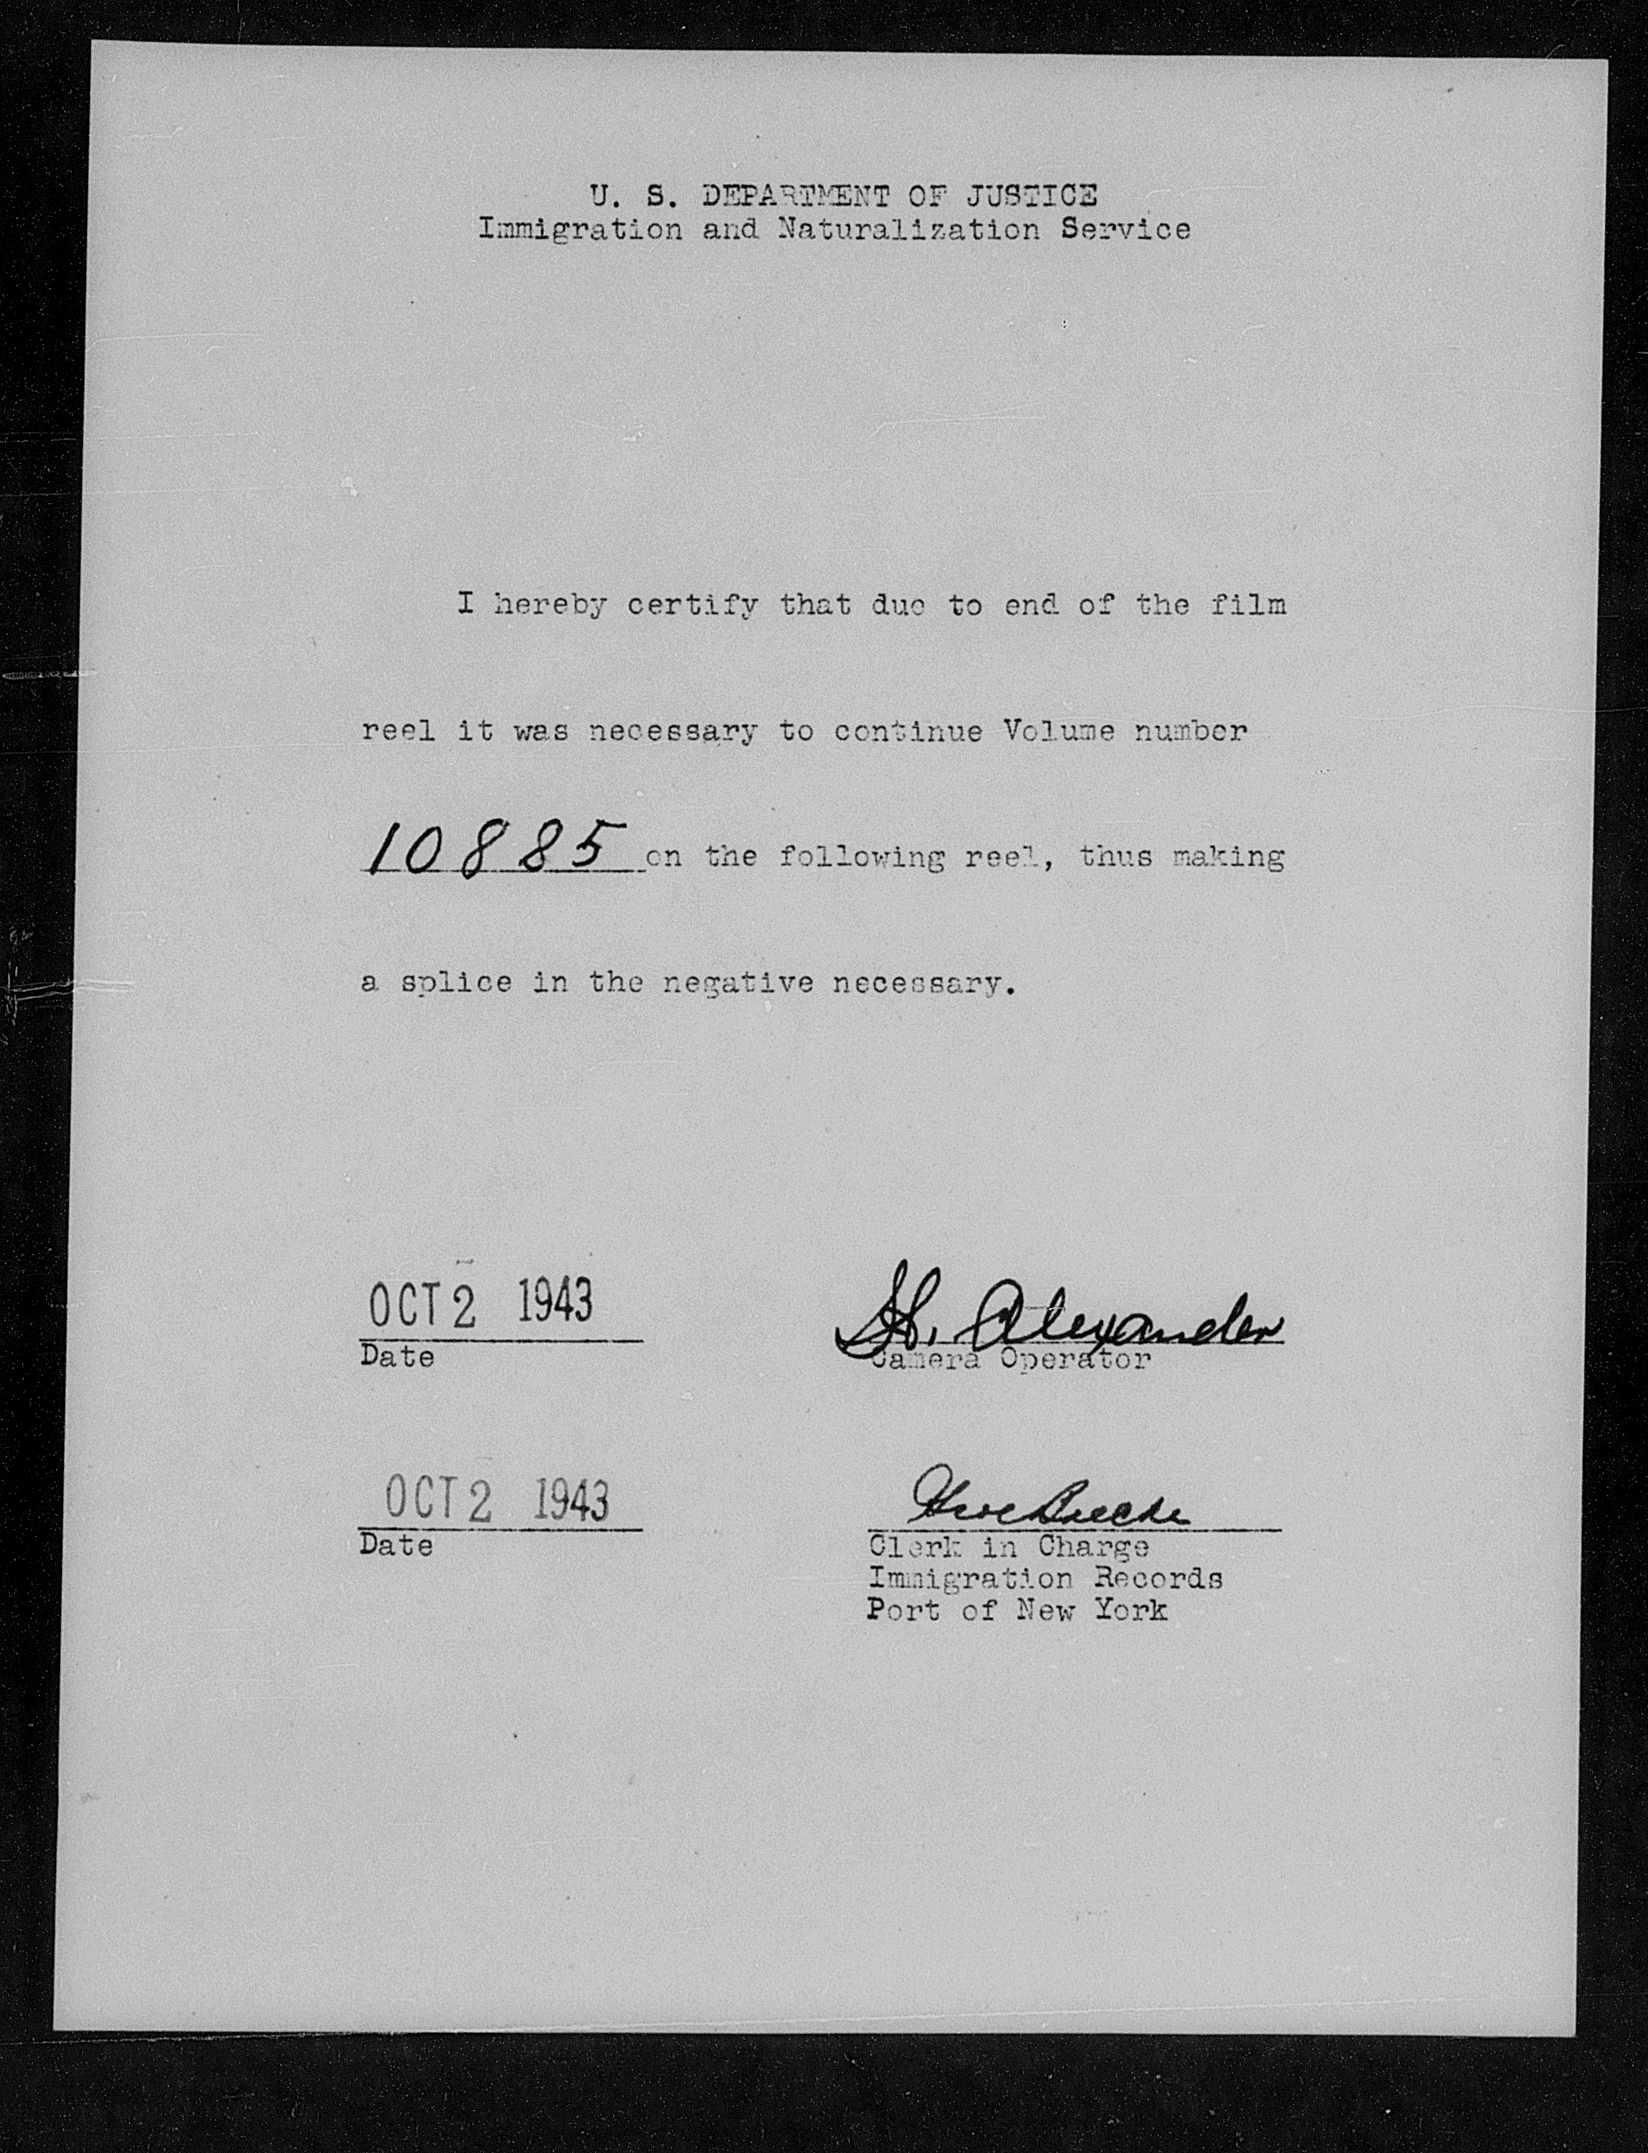 U. S. DEPARTMENT OF JUSTICE
Immigration and Naturalization Service
I hereby certify that due to end of the film
reel it was necessary to continue Volume number
10885 on the following reel, thus making
a splice in the negative necessary.
OCT 2 1943
H. Alexander
Date
Camera Operator
OCT 2 1943
Date
Clerk in Charge
Immigration Records
Port of New York